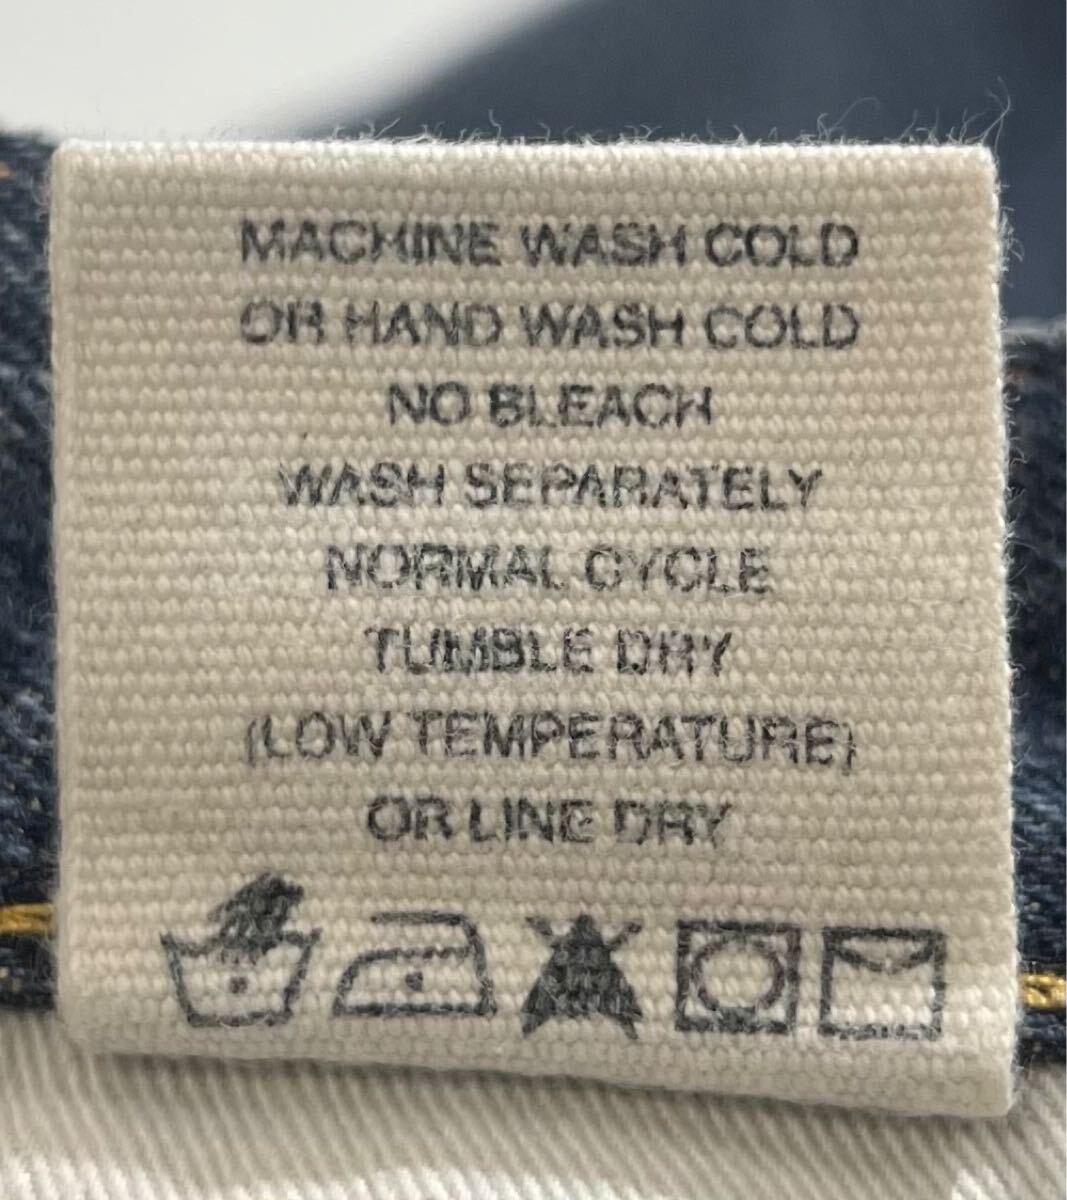 MACHINE WASH COLD
OR HAND WASH COLD
NO BLEACH
WASH SEPARATELY
NORMAL CYCLE
TUMBLE DRY
(LOW TEMPERATURE)
OR LINE DRY